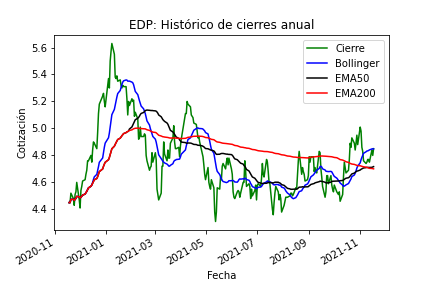 EDP: Histórico de cierres anual
Cierre
Bollinger
EMA50
EMA200
Cotización
5.6
5.4
5.2
5.0
4.8
4.6
4.4
2020-11
2021-01
2021-03
2021-05
2021-07
2021-09
2021-11
Fecha